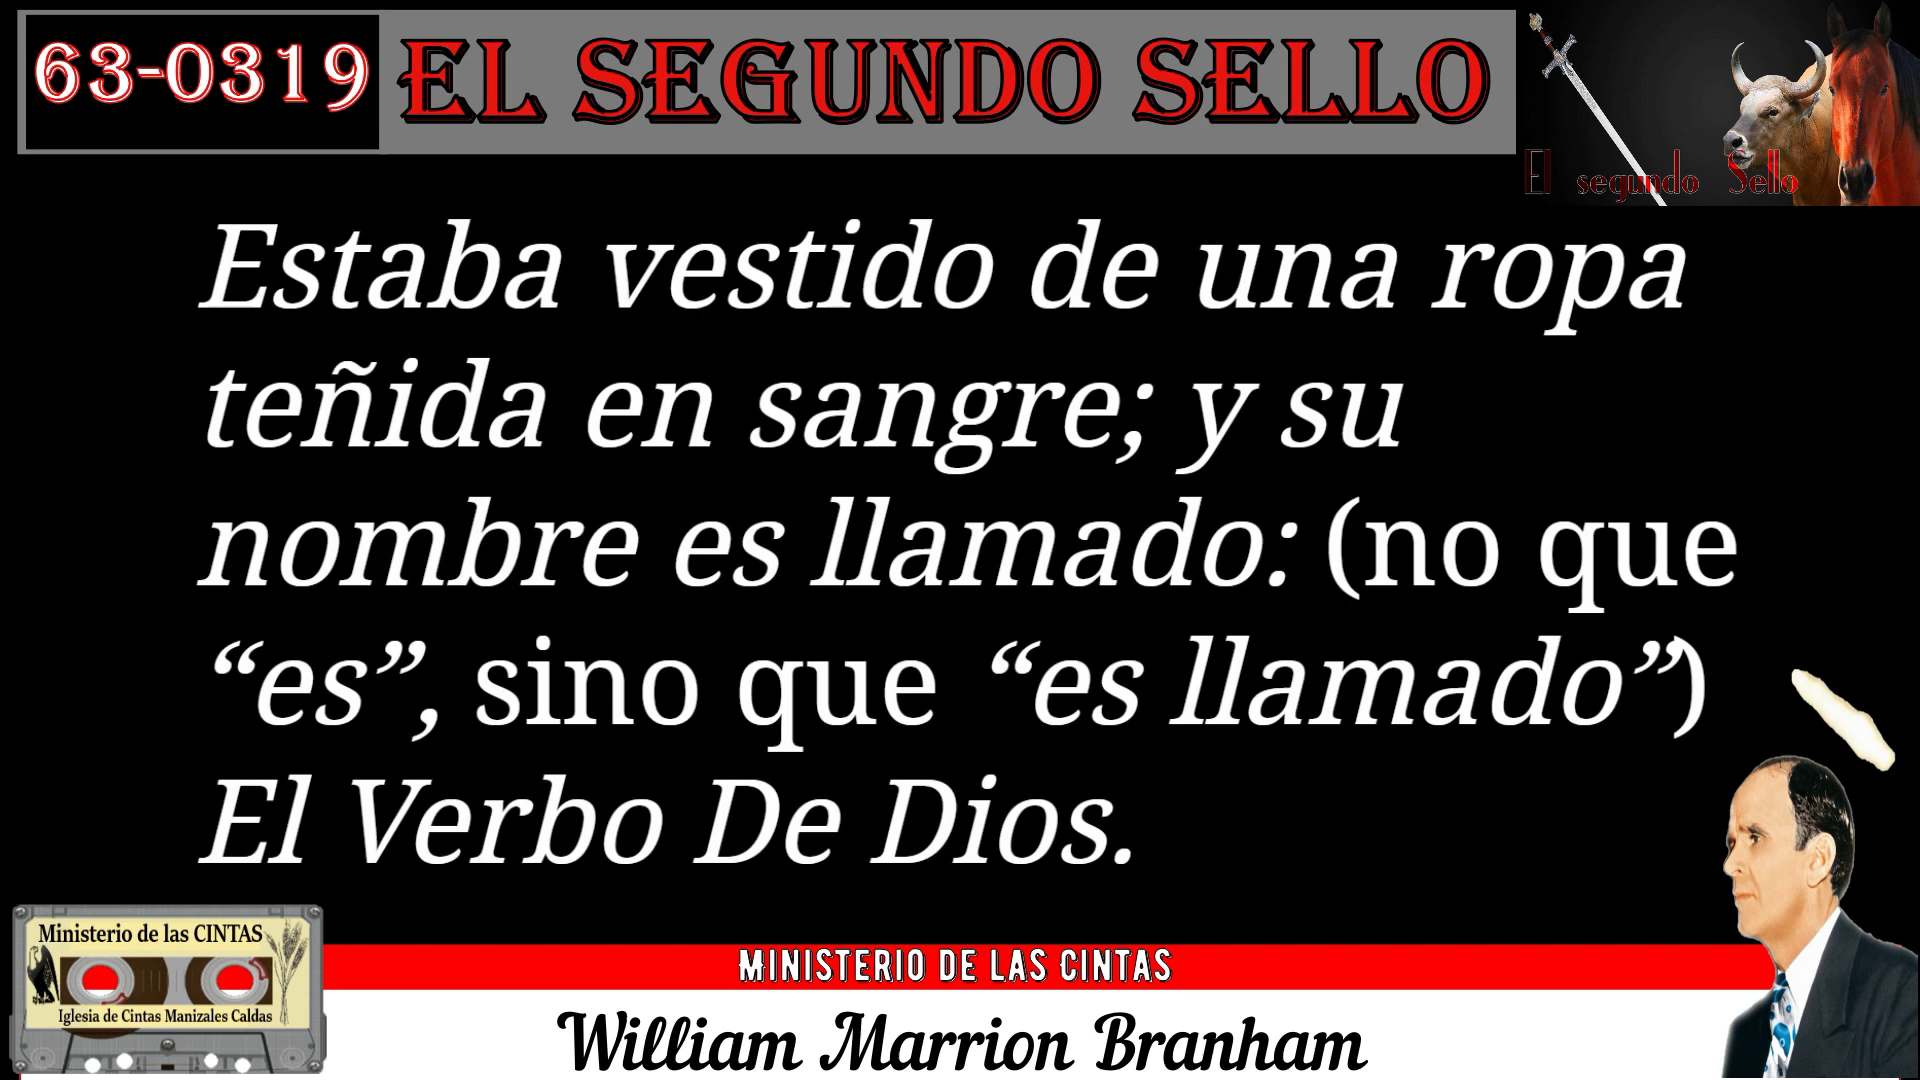 63-0319
EL SEGUNDO SELLO
El segundo Sello
Estaba vestido de una ropa
teñida en sangre; y su
nombre es llamado: (no que
“es”, sino que “es llamado”)
El Verbo De Dios.
Ministerio de las CINTAS
Iglesia de Cintas Manizales Caldas
MINISTERIO DE LAS CINTAS
William Marrion Branham